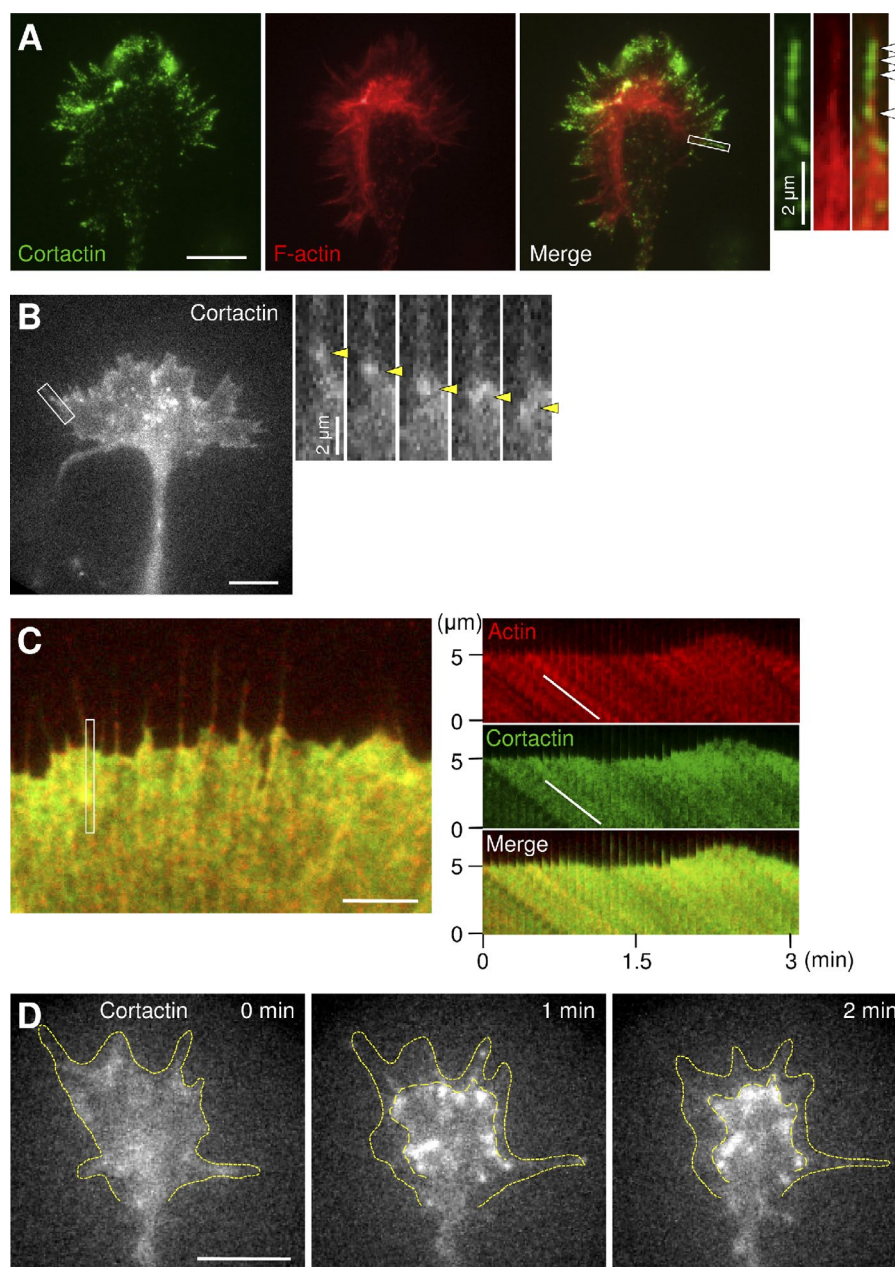 A
Cortactin
F-actin
Merge
2 μm
B
Cortactin
2 μm
C
(μm)
Actin
5
0
Cortactin
5
0
Merge
5
0
0
1.5
3 (min)
D
Cortactin
0 min
1 min
2 min